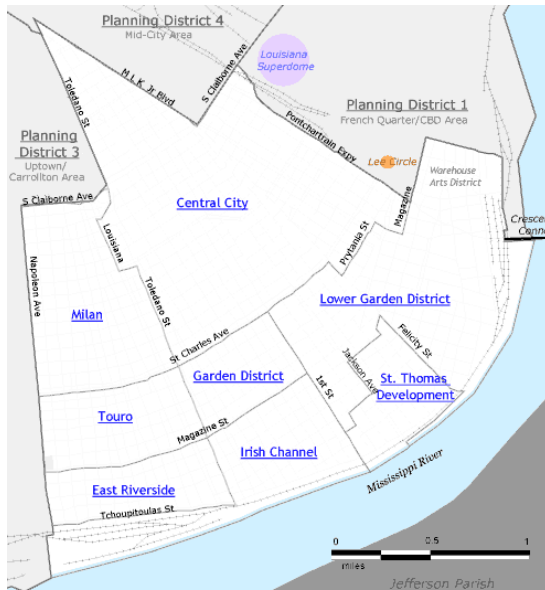 Planning District 4
Mid-City Area
Louisiana
Superdome
S Claiborne Ave
M L K Jr Blvd
Toledano St
Planning District 1
French Quarter/CBD Area
Pontchartrain Expy
Planning
District 3
Uptown/
Carrollton Area
Lee Circle
Warehouse
Arts District
S Claiborne Ave
Central City
Magazine
Louisiana
Prytania St
Crescen
Conne
Napoleon Ave
Toledano St
Milan
Lower Garden District
St Charles Ave
Felicity St
Garden District
Jackson Ave
St. Thomas
Development
1st St
Touro
Magazine St
Irish Channel
Mississippi River
East Riverside
Tchoupitoulas St
0 0.5 1
miles
Jefferson Parish